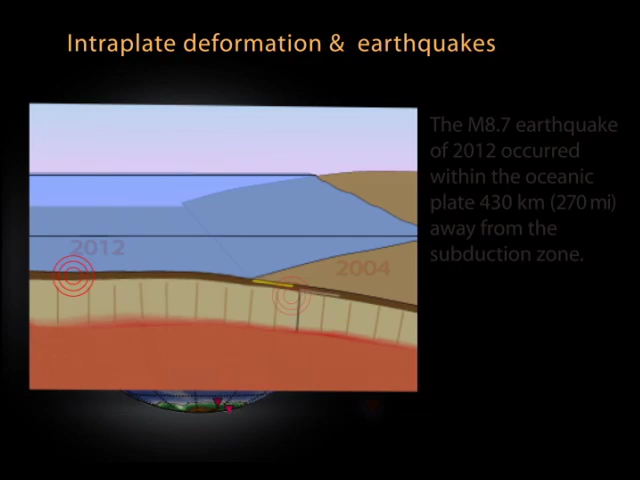 Intraplate deformation & earthquakes
The M8.7 earthquake
of 2012 occurred
within the oceanic
plate 430 km (270 mi)
away from the
subduction zone.
2012
2004